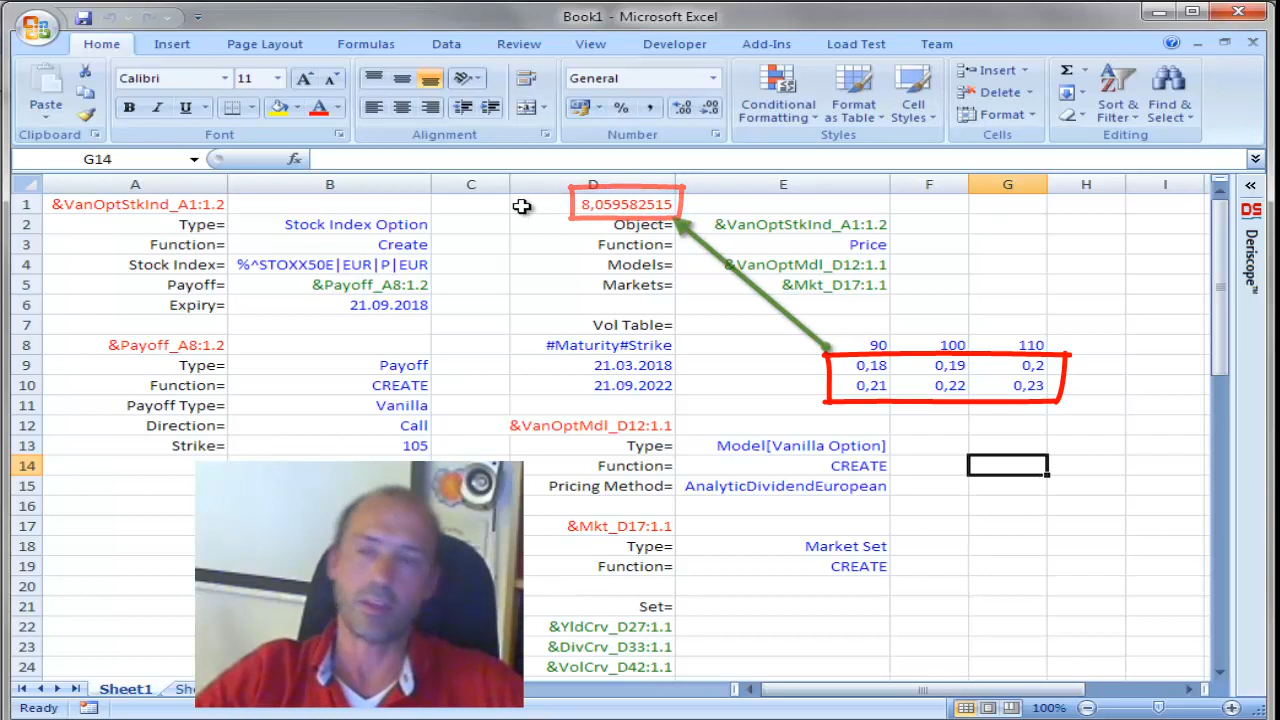 Book1 - Microsoft Excel
Home Insert Page Layout Formulas Data Review View Developer Add-Ins Load Test Team
Paste
Clipboard
Calibri 11
B I U
Font
Alignment
General
Number
Conditional Formatting
Format as Table
Cell Styles
Styles
Insert
Delete
Format
Cells
Sort & Filter
Find & Select
Editing
G14 fx
A B C D E F G H I
1 &VanOptStkInd_A1:1.2 8,059582515
2 Type= Stock Index Option Object= &VanOptStkInd_A1:1.2
3 Function= Create Function= Price
4 Stock Index= %^STOXX50E|EUR|P|EUR Models= &VanOptMdl_D12:1.1
5 Payoff= &Payoff_A8:1.2 Markets= &Mkt_D17:1.1
6 Expiry= 21.09.2018
7 Vol Table=
8 &Payoff_A8:1.2 #Maturity#Strike 90 100 110
9 Type= Payoff 21.03.2018 0,18 0,19 0,2
10 Function= CREATE 21.09.2022 0,21 0,22 0,23
11 Payoff Type= Vanilla
12 Direction= Call &VanOptMdl_D12:1.1
13 Strike= 105 Type= Model[Vanilla Option]
14 Function= CREATE
15 Pricing Method= AnalyticDividendEuropean
16
17 &Mkt_D17:1.1
18 Type= Market Set
19 Function= CREATE
20
21 Set=
22 &YldCrv_D27:1.1
23 &DivCrv_D33:1.1
24 &VolCrv_D42:1.1
DS
Deriscope™
Sheet1 Sh
Ready 100%